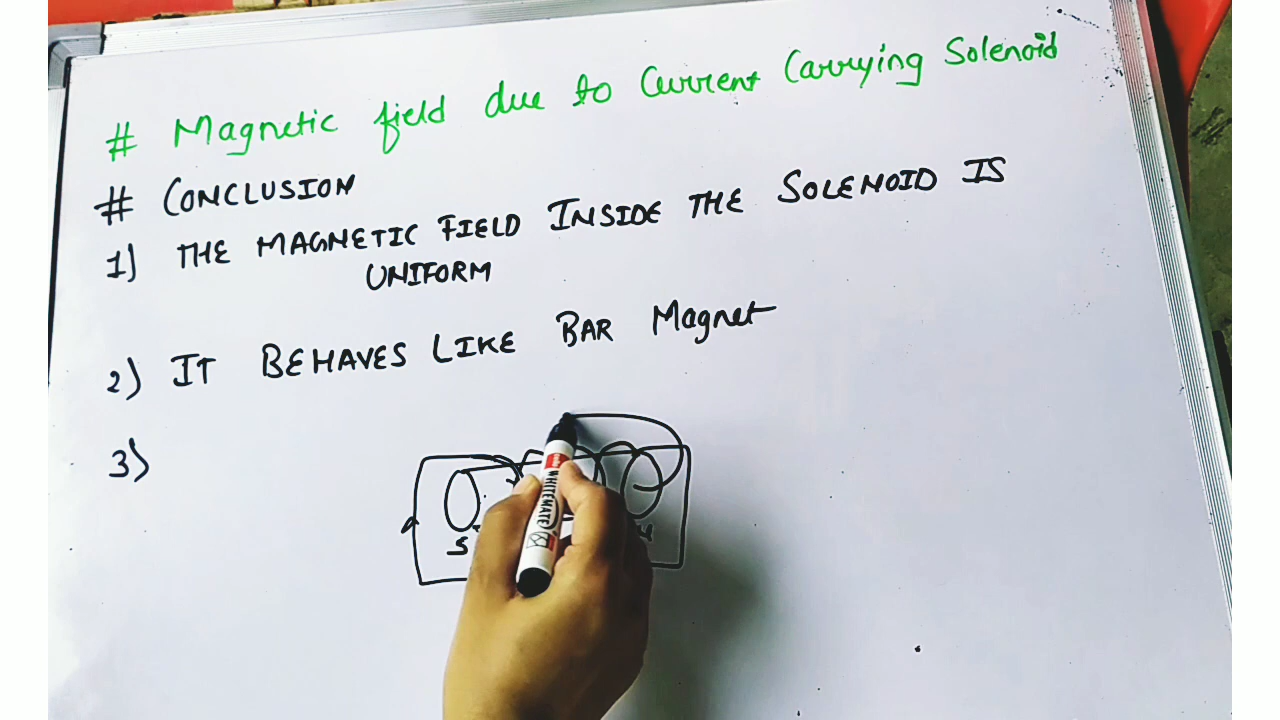 # Magnetic field due to Current Carrying Solenoid
# CONCLUSION
1) THE MAGNETIC FIELD INSIDE THE SOLENOID IS
UNIFORM
2) IT BEHAVES LIKE BAR Magnet
3)
S
WHITEMATE